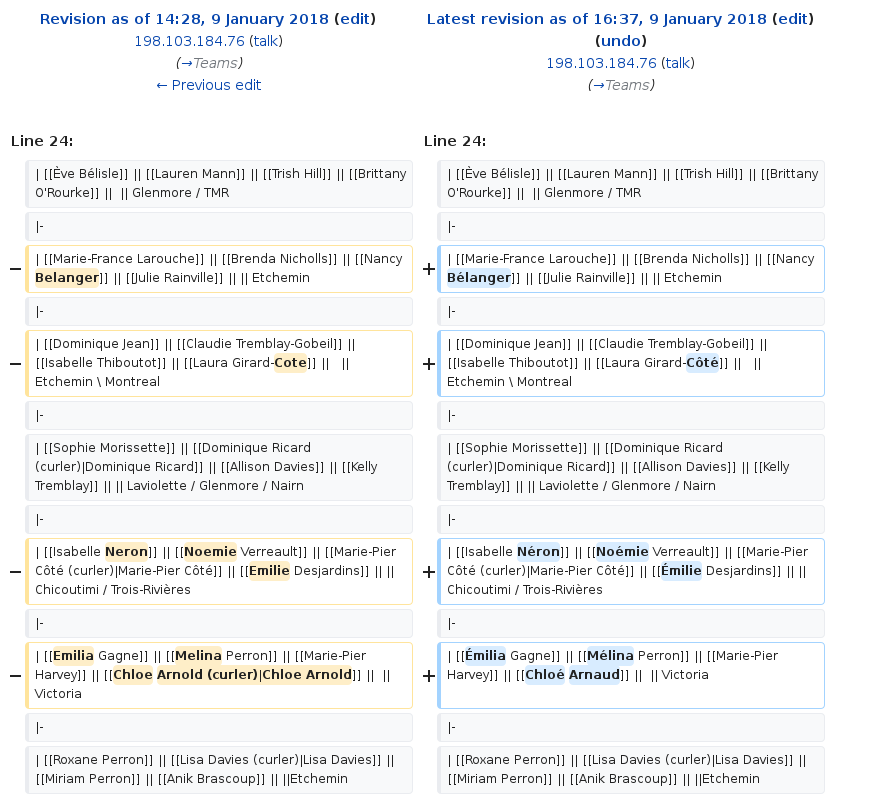 Revision as of 14:28, 9 January 2018 (edit)
198.103.184.76 (talk)
(→Teams)
← Previous edit
Latest revision as of 16:37, 9 January 2018 (edit)
(undo)
198.103.184.76 (talk)
(→Teams)
Line 24:
Line 24:
| [[Ève Bélisle]] || [[Lauren Mann]] || [[Trish Hill]] || [[Brittany
O'Rourke]] ||  || Glenmore / TMR
| [[Ève Bélisle]] || [[Lauren Mann]] || [[Trish Hill]] || [[Brittany
O'Rourke]] ||  || Glenmore / TMR
|-
|-
− | [[Marie-France Larouche]] || [[Brenda Nicholls]] || [[Nancy
Belanger]] || [[Julie Rainville]] || || Etchemin
+ | [[Marie-France Larouche]] || [[Brenda Nicholls]] || [[Nancy
Bélanger]] || [[Julie Rainville]] || || Etchemin
|-
|-
− | [[Dominique Jean]] || [[Claudie Tremblay-Gobeil]] ||
[[Isabelle Thiboutot]] || [[Laura Girard-Cote]] ||   ||
Etchemin \ Montreal
+ | [[Dominique Jean]] || [[Claudie Tremblay-Gobeil]] ||
[[Isabelle Thiboutot]] || [[Laura Girard-Côté]] ||   ||
Etchemin \ Montreal
|-
|-
| [[Sophie Morissette]] || [[Dominique Ricard
(curler)|Dominique Ricard]] || [[Allison Davies]] || [[Kelly
Tremblay]] || || Laviolette / Glenmore / Nairn
| [[Sophie Morissette]] || [[Dominique Ricard
(curler)|Dominique Ricard]] || [[Allison Davies]] || [[Kelly
Tremblay]] || || Laviolette / Glenmore / Nairn
|-
|-
− | [[Isabelle Neron]] || [[Noemie Verreault]] || [[Marie-Pier
Côté (curler)|Marie-Pier Côté]] || [[Emilie Desjardins]] || ||
Chicoutimi / Trois-Rivières
+ | [[Isabelle Néron]] || [[Noémie Verreault]] || [[Marie-Pier
Côté (curler)|Marie-Pier Côté]] || [[Émilie Desjardins]] || ||
Chicoutimi / Trois-Rivières
|-
|-
− | [[Emilia Gagne]] || [[Melina Perron]] || [[Marie-Pier
Harvey]] || [[Chloe Arnold (curler)|Chloe Arnold]] ||  ||
Victoria
+ | [[Émilia Gagne]] || [[Mélina Perron]] || [[Marie-Pier
Harvey]] || [[Chloé Arnaud]] ||  || Victoria
|-
|-
| [[Roxane Perron]] || [[Lisa Davies (curler)|Lisa Davies]] ||
[[Miriam Perron]] || [[Anik Brascoup]] || ||Etchemin
| [[Roxane Perron]] || [[Lisa Davies (curler)|Lisa Davies]] ||
[[Miriam Perron]] || [[Anik Brascoup]] || ||Etchemin